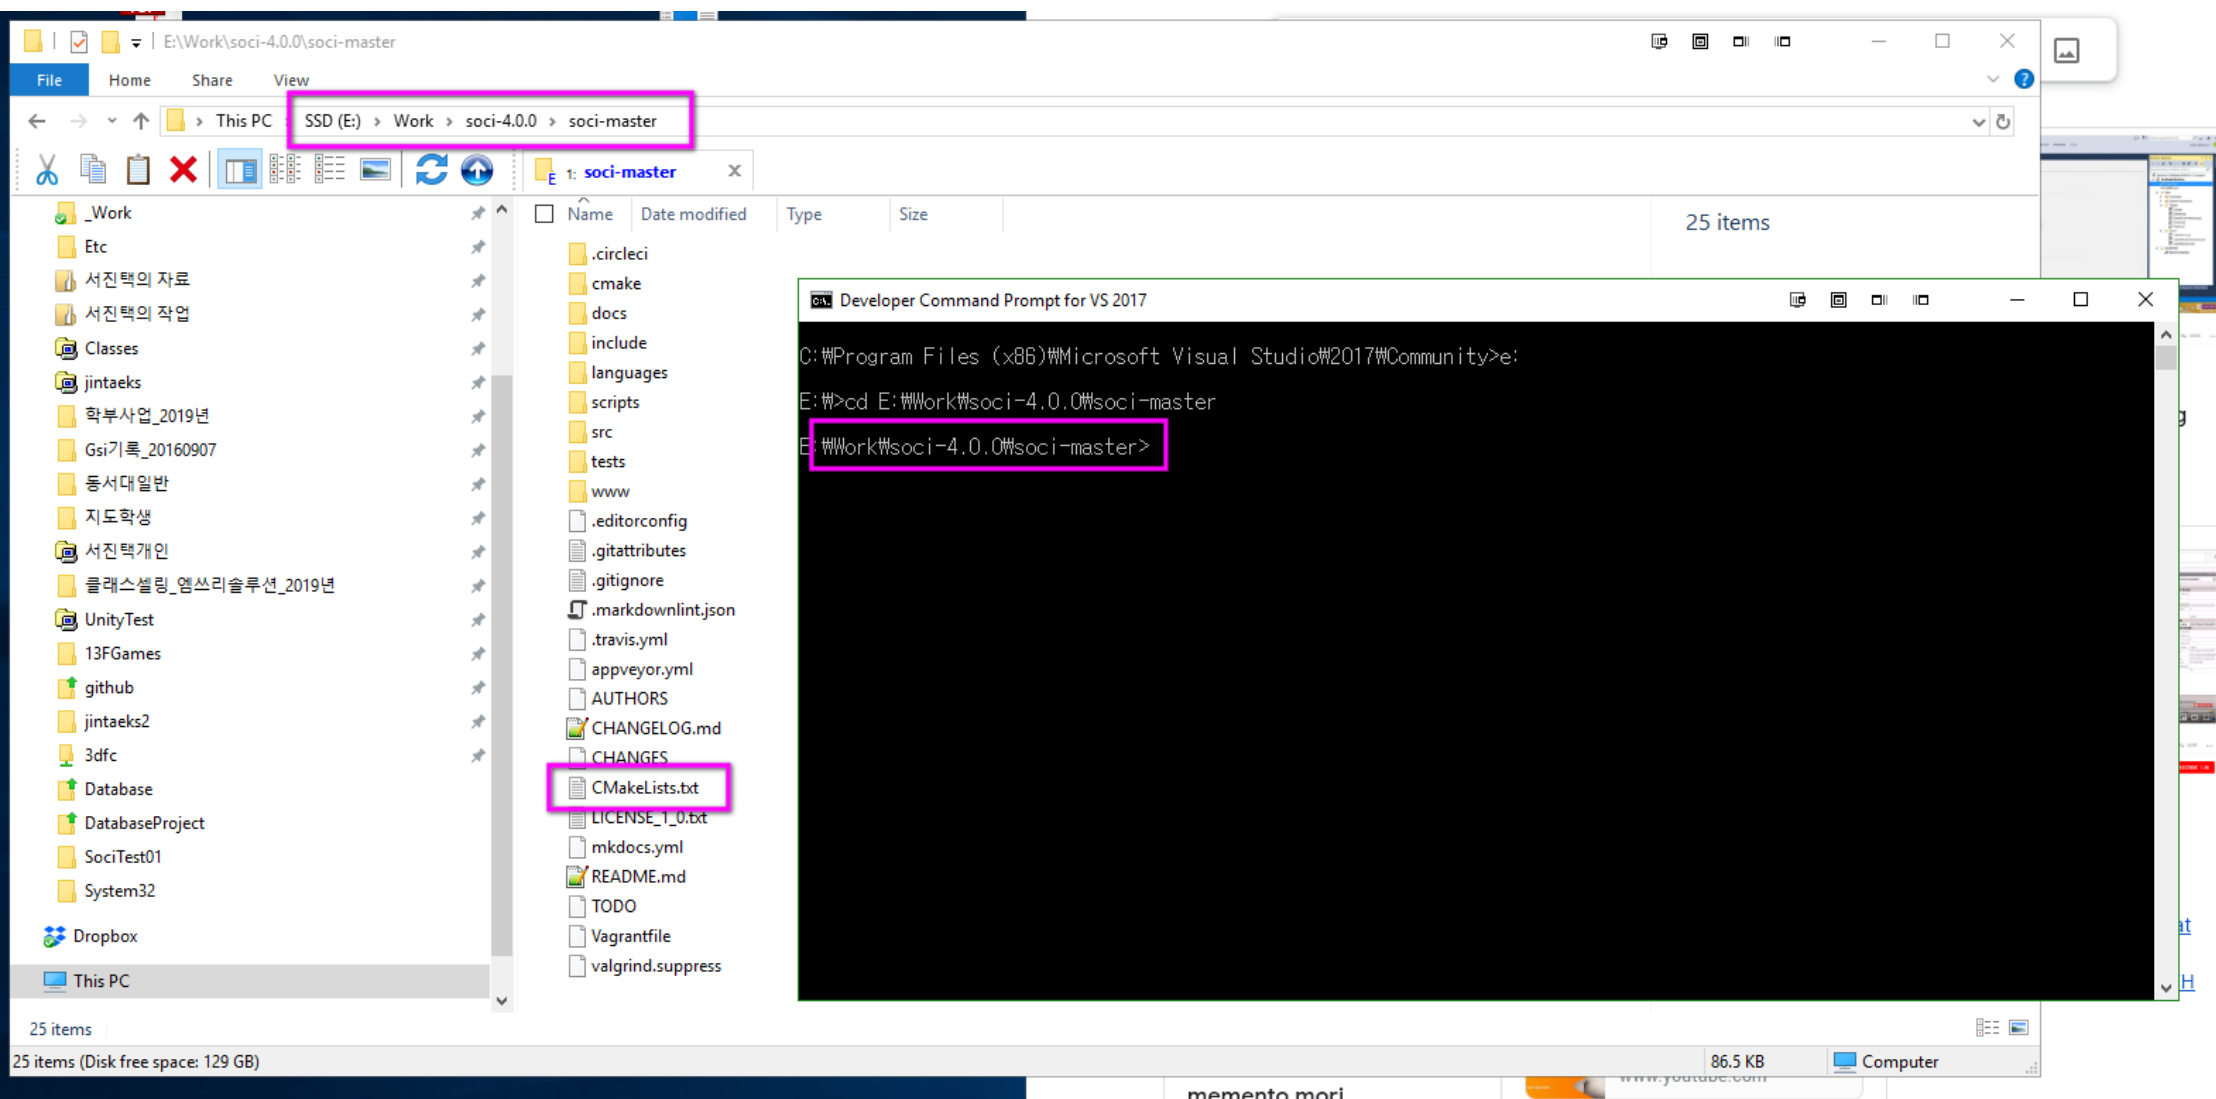 E:\Work\soci-4.0.0\soci-master
File Home Share View
This PC SSD (E:) Work soci-4.0.0 soci-master
1: soci-master
_Work
Etc
서진택의 자료
서진택의 작업
Classes
jintaeks
학부사업_2019년
Gsi기록_20160907
동서대일반
지도학생
서진택개인
클래스셀링_엠쓰리솔루션_2019년
UnityTest
13FGames
github
jintaeks2
3dfc
Database
DatabaseProject
SociTest01
System32
Dropbox
This PC
Name Date modified Type Size
.circleci
cmake
docs
include
languages
scripts
src
tests
www
.editorconfig
.gitattributes
.gitignore
.markdownlint.json
.travis.yml
appveyor.yml
AUTHORS
CHANGELOG.md
CHANGES
CMakeLists.txt
LICENSE_1_0.txt
mkdocs.yml
README.md
TODO
Vagrantfile
valgrind.suppress
25 items
Developer Command Prompt for VS 2017
C:₩Program Files (x86)₩Microsoft Visual Studio₩2017₩Community>e:
E:₩>cd E:₩Work₩soci-4.0.0₩soci-master
E:₩Work₩soci-4.0.0₩soci-master>
25 items
25 items (Disk free space: 129 GB) 86.5 KB Computer
memento mori
www.youtube.com